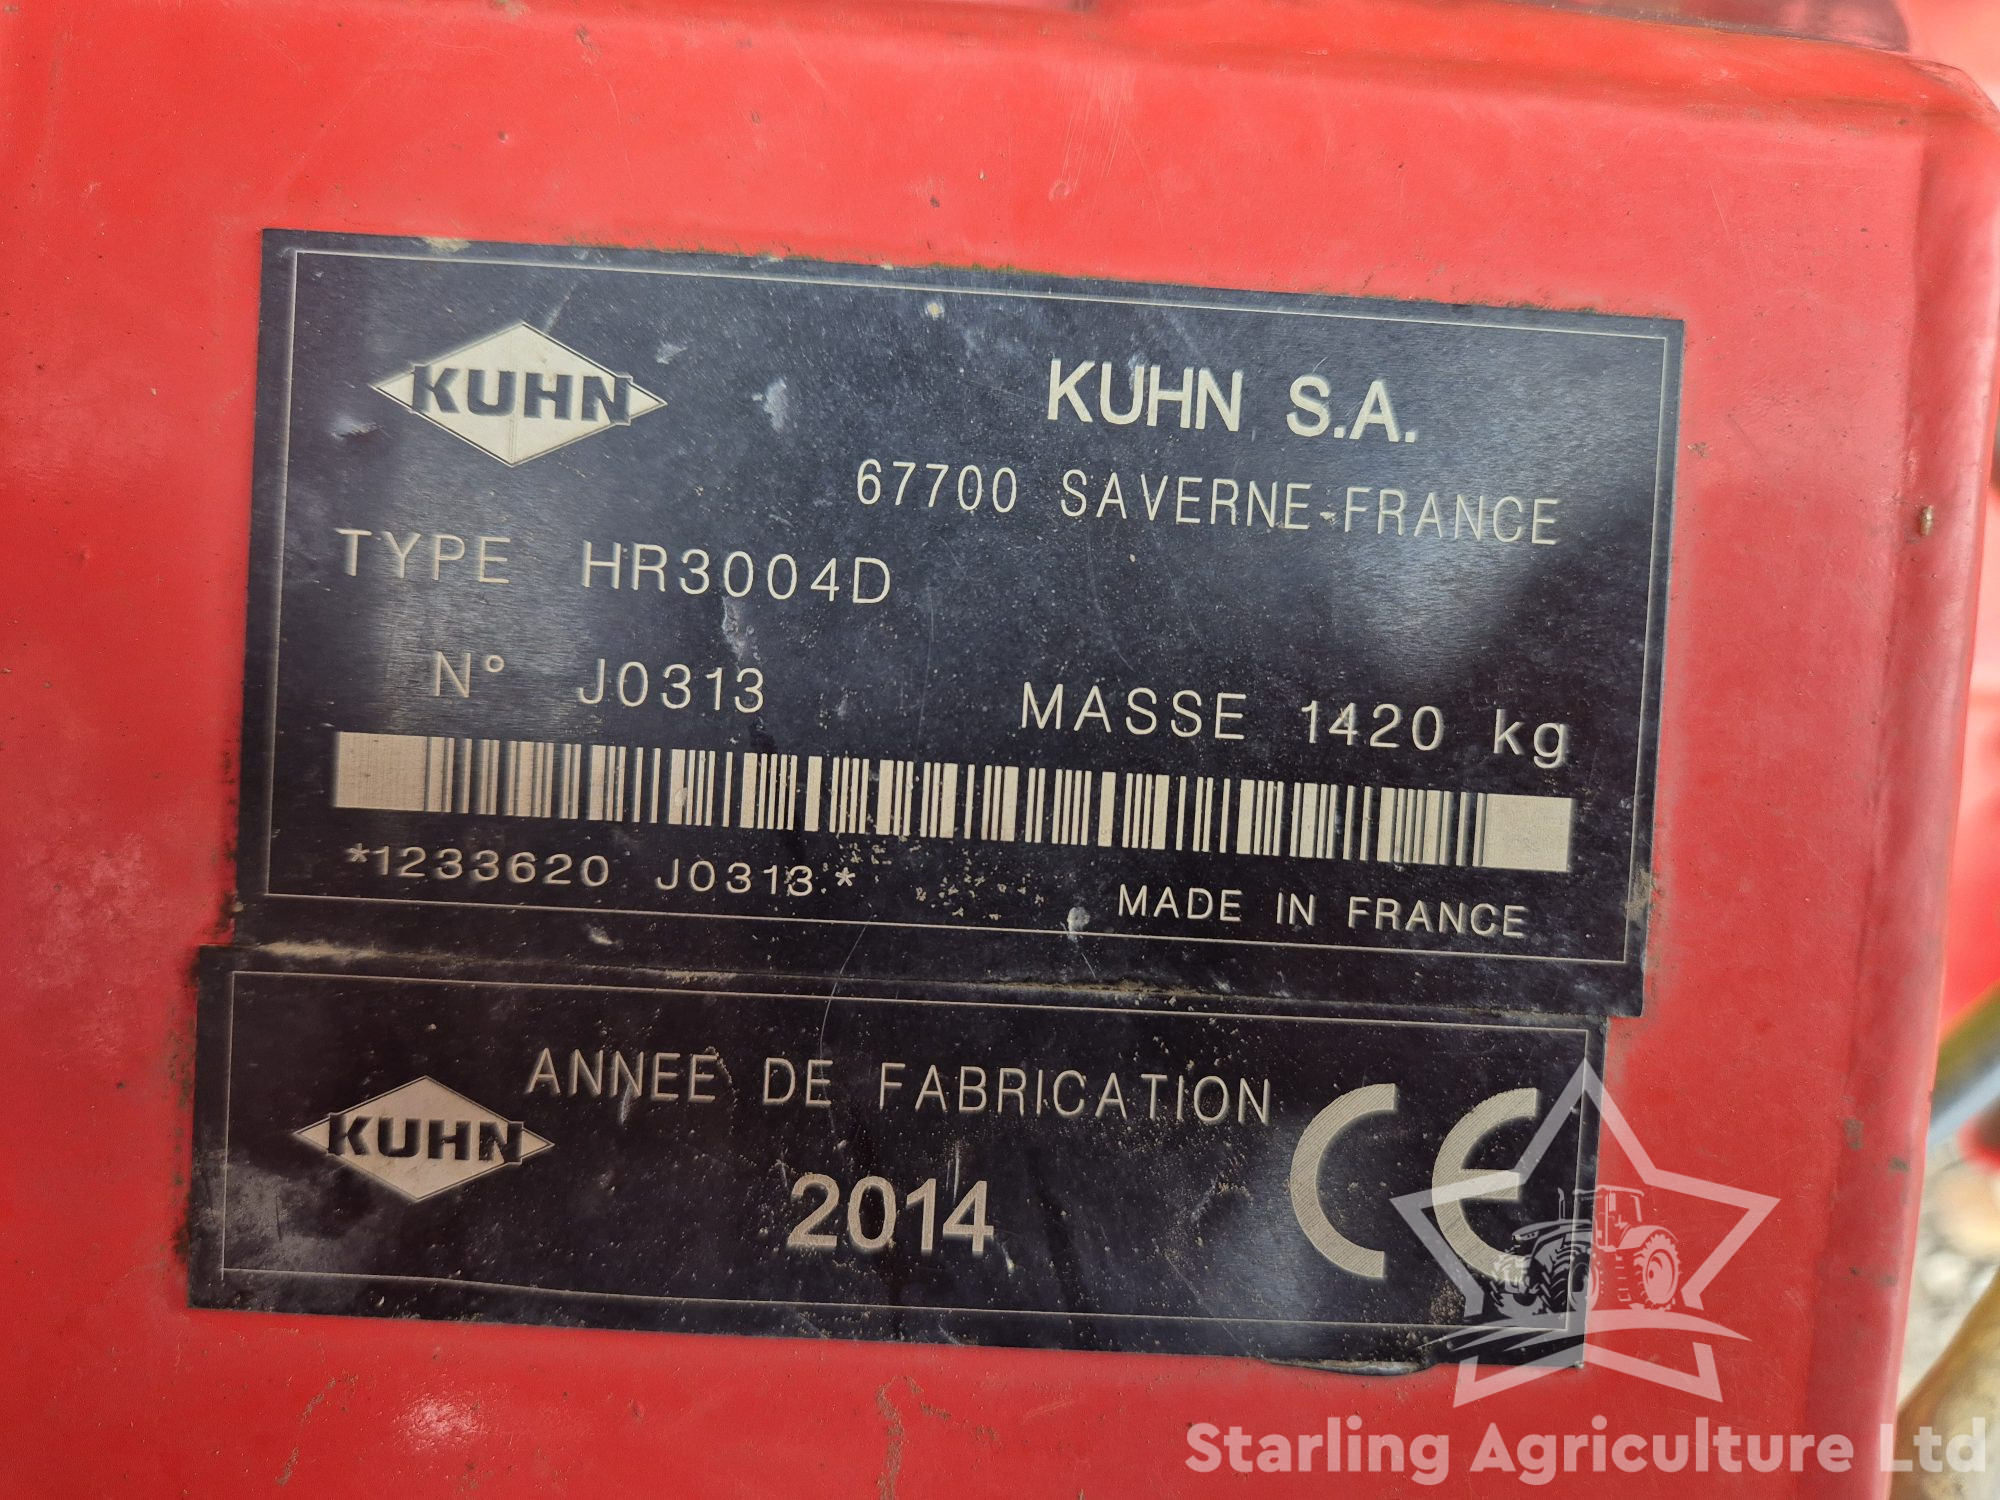 KUHN
KUHN S.A.
67700 SAVERNE-FRANCE
TYPE HR3004D
N° J0313 MASSE 1420 kg
*1233620 J0313.*
MADE IN FRANCE
ANNEE DE FABRICATION
KUHN
2014
CE
Starling Agriculture Ltd